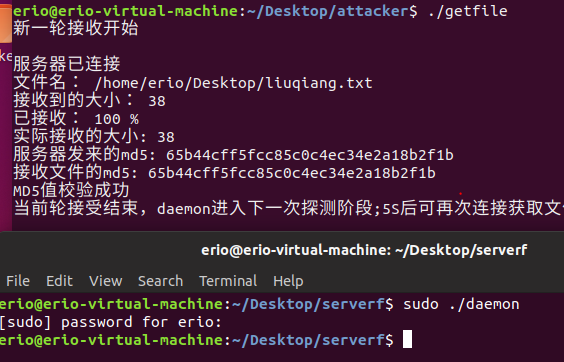 erio@erio-virtual-machine:~/Desktop/attacker$ ./getfile
新一轮接收开始
服务器已连接
文件名： /home/erio/Desktop/liuqiang.txt
接收到的大小： 38
已接收： 100 %
实际接收的大小: 38
服务器发来的md5: 65b44cff5fcc85c0c4ec34e2a18b2f1b
接收文件的md5: 65b44cff5fcc85c0c4ec34e2a18b2f1b
MD5值校验成功
当前轮接受结束，daemon进入下一次探测阶段;5S后可再次连接获取文
erio@erio-virtual-machine: ~/Desktop/serverf
File Edit View Search Terminal Help
erio@erio-virtual-machine:~/Desktop/serverf$ sudo ./daemon
[sudo] password for erio:
erio@erio-virtual-machine:~/Desktop/serverf$